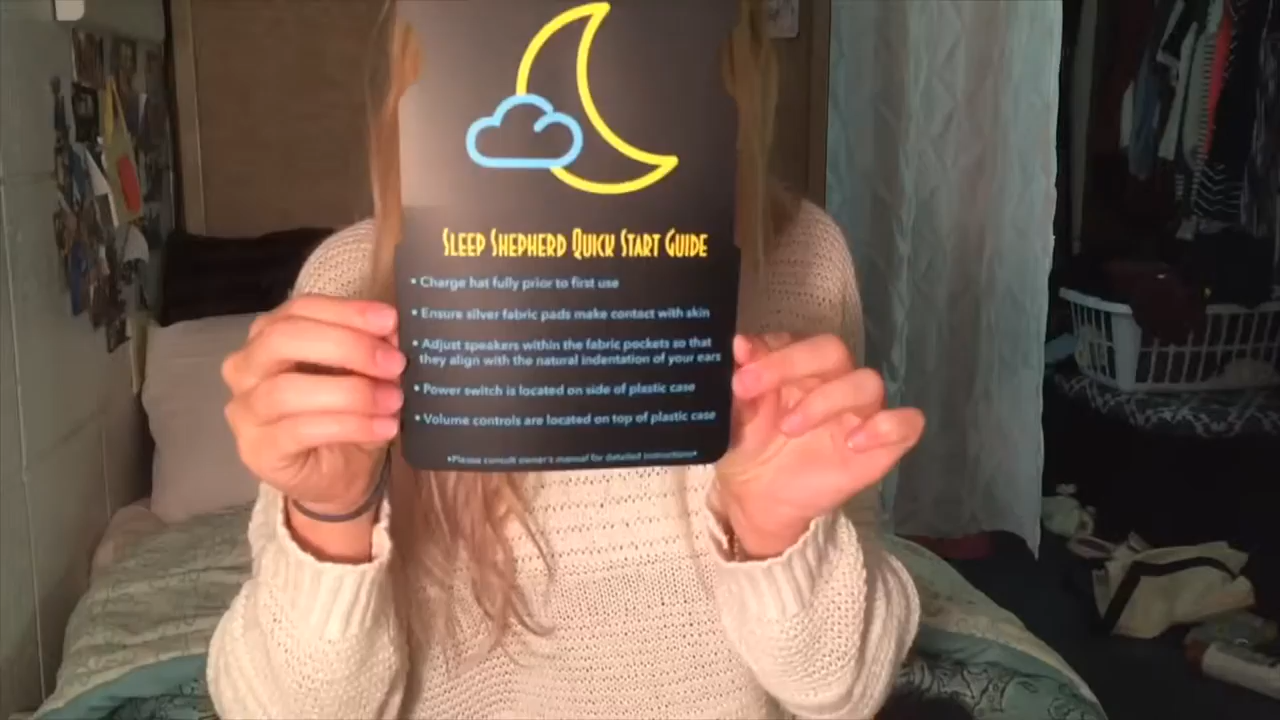 Sleep Shepherd Quick Start Guide
• Charge hat fully prior to first use
• Ensure silver fabric pads make contact with skin
• Adjust speakers within the fabric pockets so that
they align with the natural indentation of your ears
• Power switch is located on side of plastic case
• Volume controls are located on top of plastic case
*Please consult owner's manual for detailed instructions*